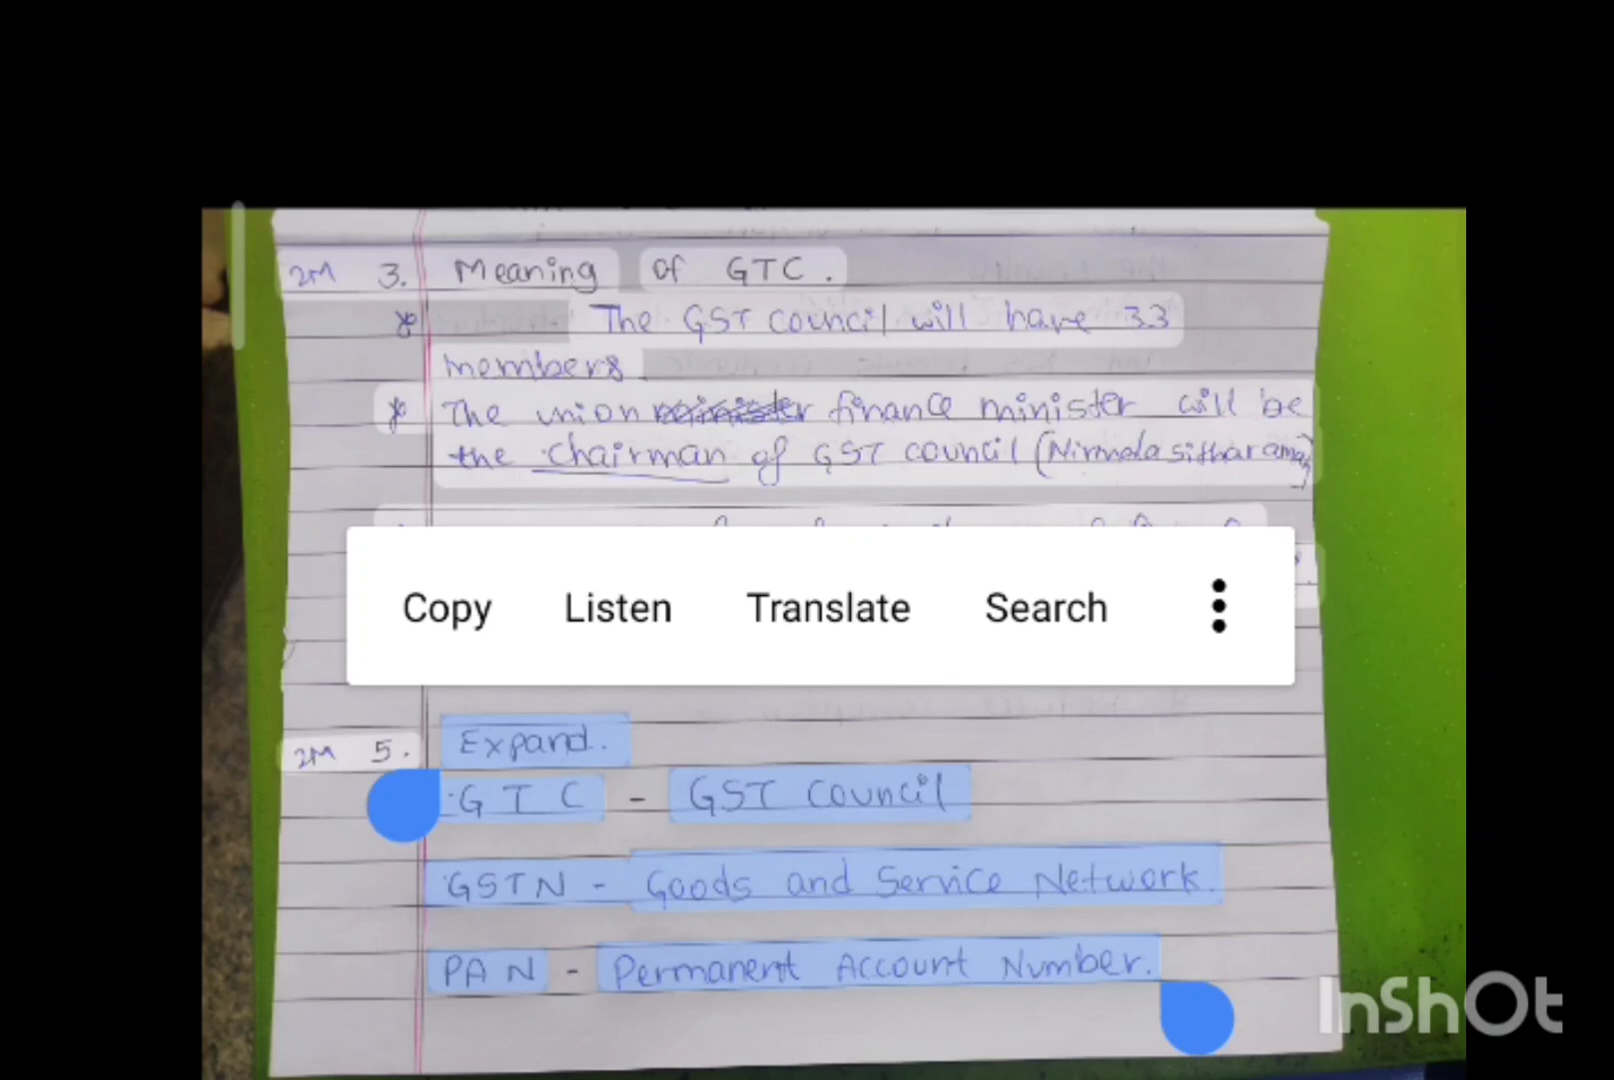 2M 3. Meaning of GTC.
* The GST council will have 33
members
* The union finance minister will be
the chairman of GST council (Nirmala sitharaman)
Copy Listen Translate Search
2M 5. Expand.
GTC - GST Council
GSTN - Goods and Service Network.
PAN - Permanent Account Number.
InShOt